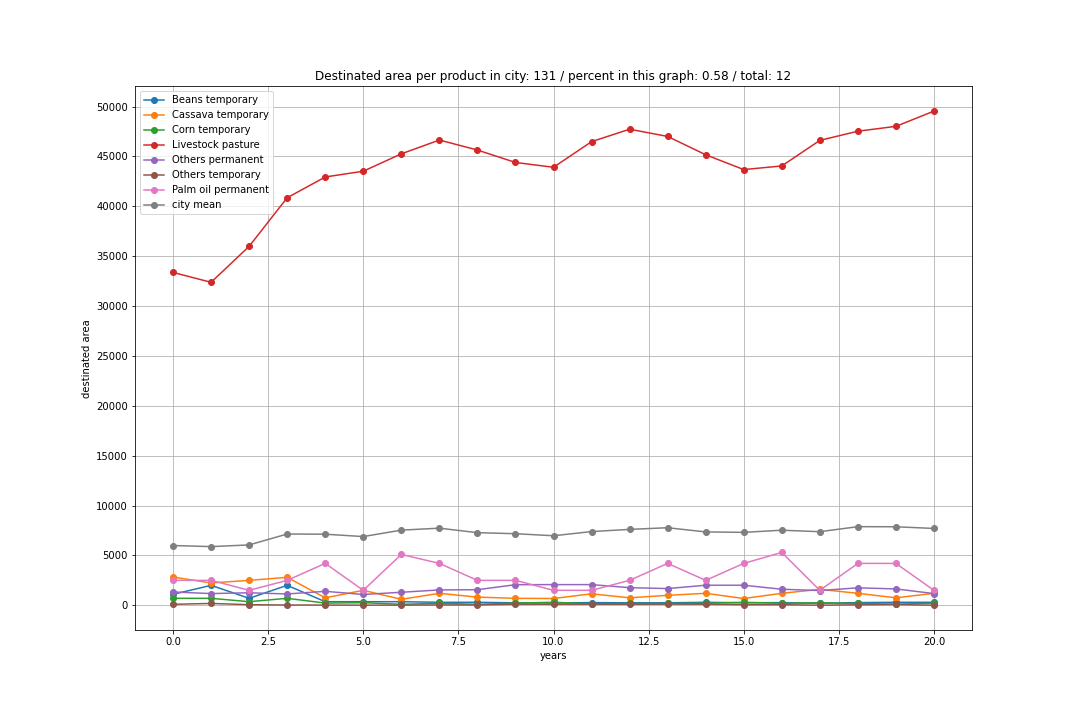 Destinated area per product in city: 131 / percent in this graph: 0.58 / total: 12
Beans temporary
Cassava temporary
Corn temporary
Livestock pasture
Others permanent
Others temporary
Palm oil permanent
city mean
50000
45000
40000
35000
30000
25000
20000
15000
10000
5000
0
destinated area
0.0 2.5 5.0 7.5 10.0 12.5 15.0 17.5 20.0
years